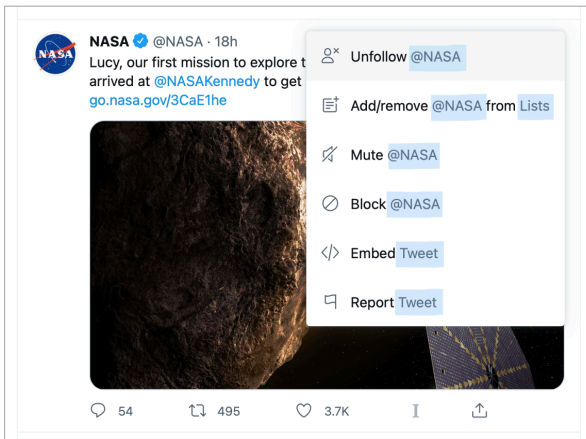 NASA
NASA @NASA · 18h
Lucy, our first mission to explore t
arrived at @NASAKennedy to get
go.nasa.gov/3CaE1he
Unfollow @NASA
Add/remove @NASA from Lists
Mute @NASA
Block @NASA
Embed Tweet
Report Tweet
54 495 3.7K